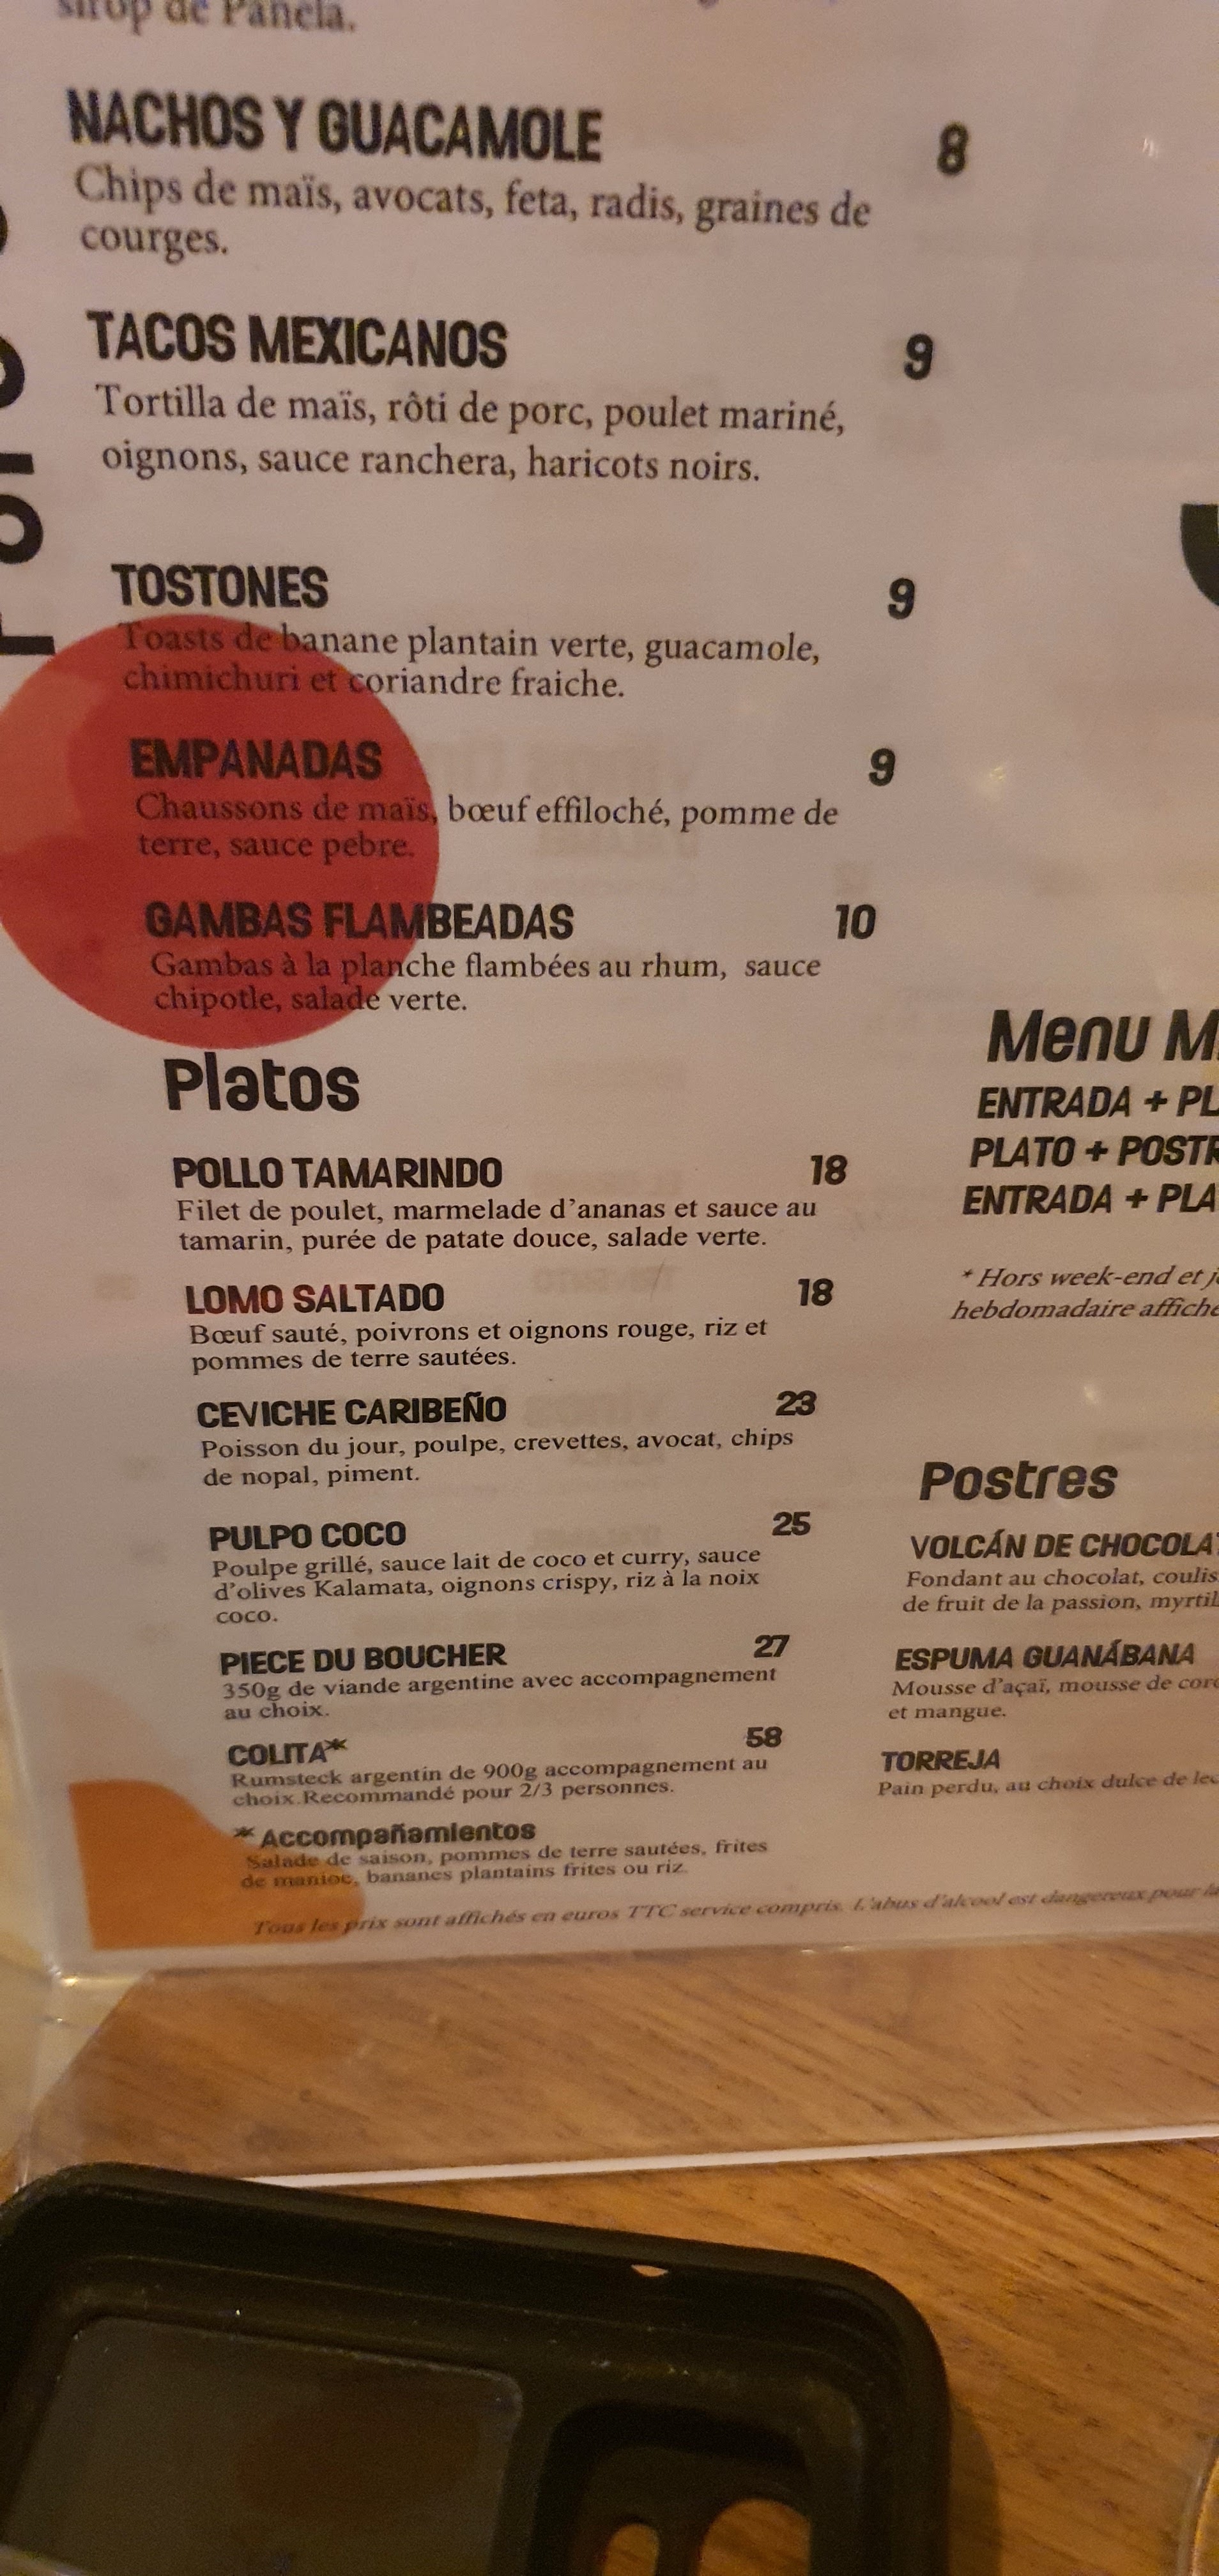 sirop de Panela.
NACHOS Y GUACAMOLE 8
Chips de maïs, avocats, feta, radis, graines de
courges.
TACOS MEXICANOS 9
Tortilla de maïs, rôti de porc, poulet mariné,
oignons, sauce ranchera, haricots noirs.
TOSTONES 9
Toasts de banane plantain verte, guacamole,
chimichuri et coriandre fraiche.
EMPANADAS 9
Chaussons de maïs, bœuf effiloché, pomme de
terre, sauce pebre.
GAMBAS FLAMBEADAS 10
Gambas à la planche flambées au rhum, sauce
chipotle, salade verte.
Platos
POLLO TAMARINDO 18
Filet de poulet, marmelade d'ananas et sauce au
tamarin, purée de patate douce, salade verte.
LOMO SALTADO 18
Bœuf sauté, poivrons et oignons rouge, riz et
pommes de terre sautées.
CEVICHE CARIBEÑO 23
Poisson du jour, poulpe, crevettes, avocat, chips
de nopal, piment.
PULPO COCO 25
Poulpe grillé, sauce lait de coco et curry, sauce
d'olives Kalamata, oignons crispy, riz à la noix
coco.
PIECE DU BOUCHER 27
350g de viande argentine avec accompagnement
au choix.
COLITA* 58
Rumsteck argentin de 900g accompagnement au
choix.Recommandé pour 2/3 personnes.
* Accompañamientos
Salade de saison, pommes de terre sautées, frites
de manioc, bananes plantains frites ou riz.
Menu
ENTRADA +
PLATO +
ENTRADA +
* Hors week-end et
hebdomadaire
Postres
VOLCÁN DE
Fondant au chocolat, coulis
de fruit de la passion,
ESPUMA GUANÁBANA
Mousse d'açaï, mousse de
et mangue.
TORREJA
Pain perdu, au choix dulce de
Tous les prix sont affichés en euros TTC service compris. L'abus d'alcool est dangereux pour la